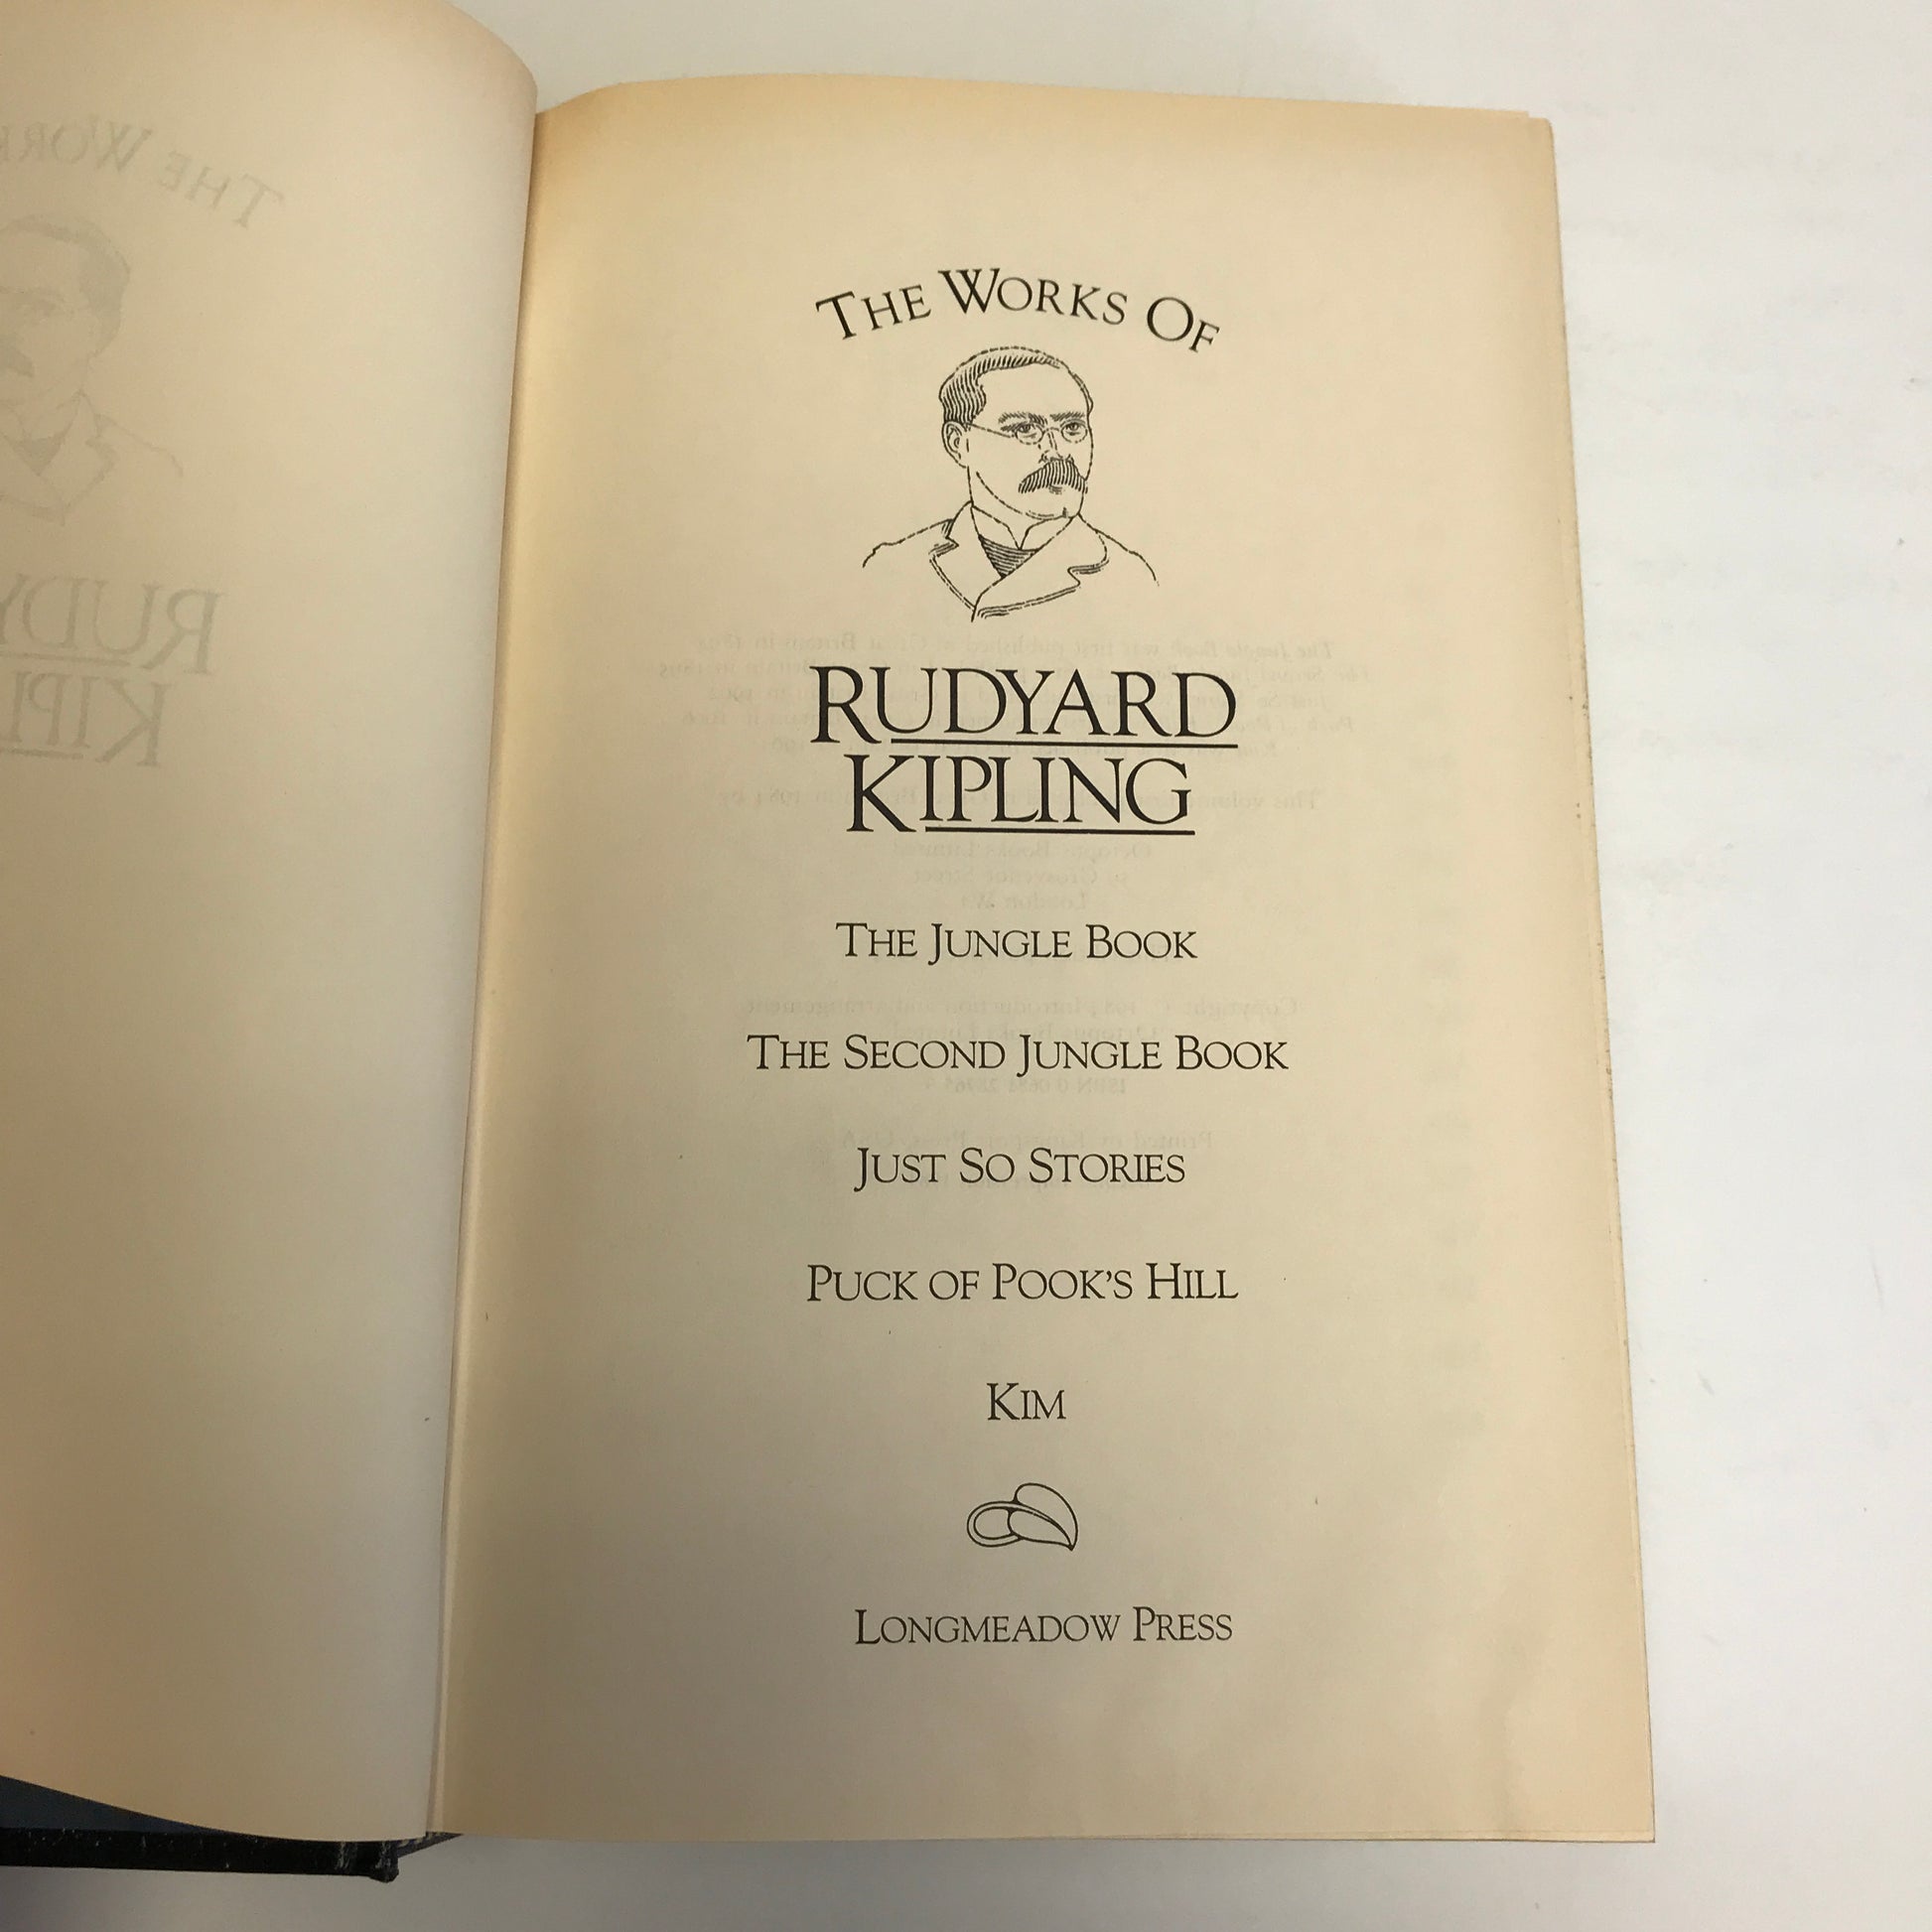 THE WORKS OF
RUDYARD
KIPLING
THE JUNGLE BOOK
THE SECOND JUNGLE BOOK
JUST SO STORIES
PUCK OF POOK'S HILL
KIM
LONGMEADOW PRESS